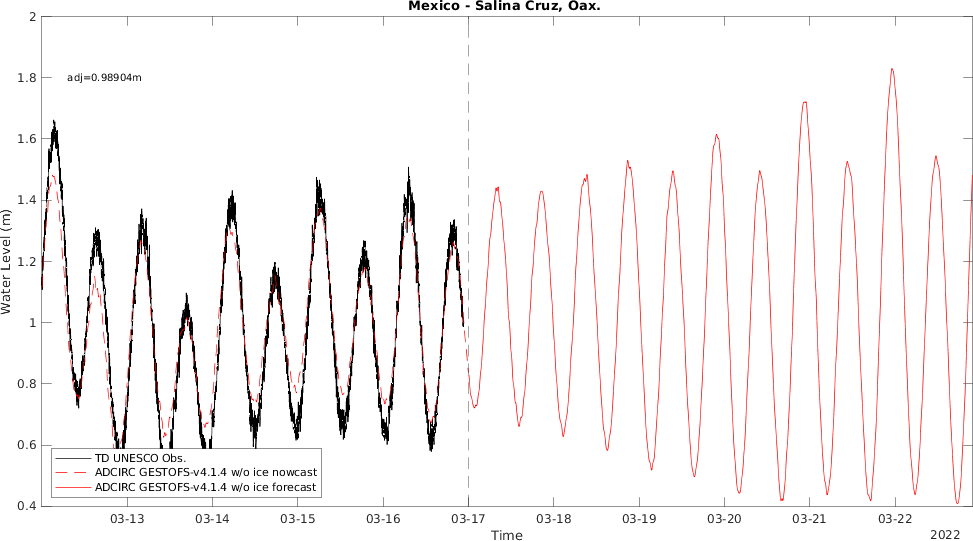 Mexico - Salina Cruz, Oax.
2
1.8
1.6
1.4
1.2
1
0.8
0.6
0.4
Water Level (m)
adj=0.98904m
TD UNESCO Obs.
ADCIRC GESTOFS-v4.1.4 w/o ice nowcast
ADCIRC GESTOFS-v4.1.4 w/o ice forecast
03-13 03-14 03-15 03-16 03-17 03-18 03-19 03-20 03-21 03-22
Time
2022